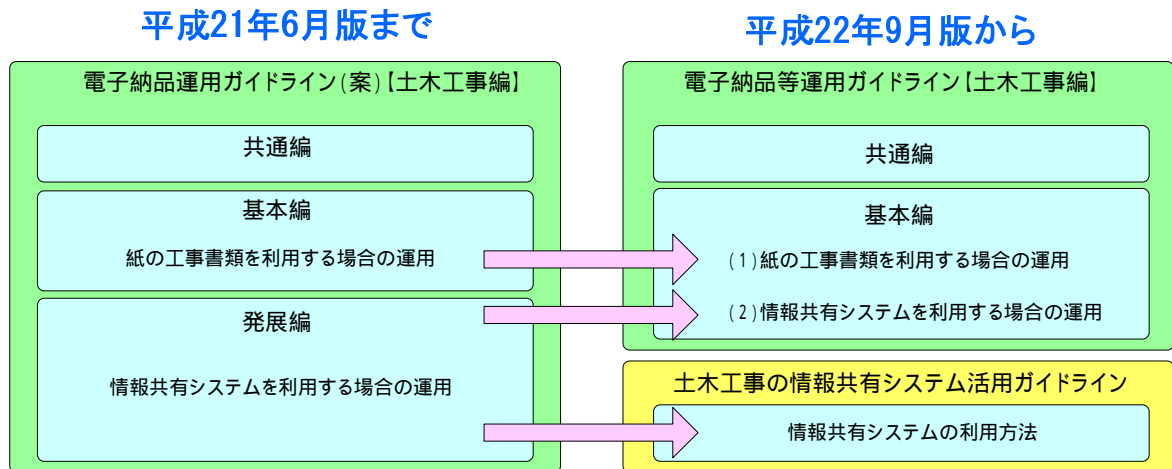 平成21年6月版まで
電子納品運用ガイドライン(案)【土木工事編】
共通編
基本編
紙の工事書類を利用する場合の運用
発展編
情報共有システムを利用する場合の運用
平成22年9月版から
電子納品等運用ガイドライン【土木工事編】
共通編
基本編
(1)紙の工事書類を利用する場合の運用
(2)情報共有システムを利用する場合の運用
土木工事の情報共有システム活用ガイドライン
情報共有システムの利用方法